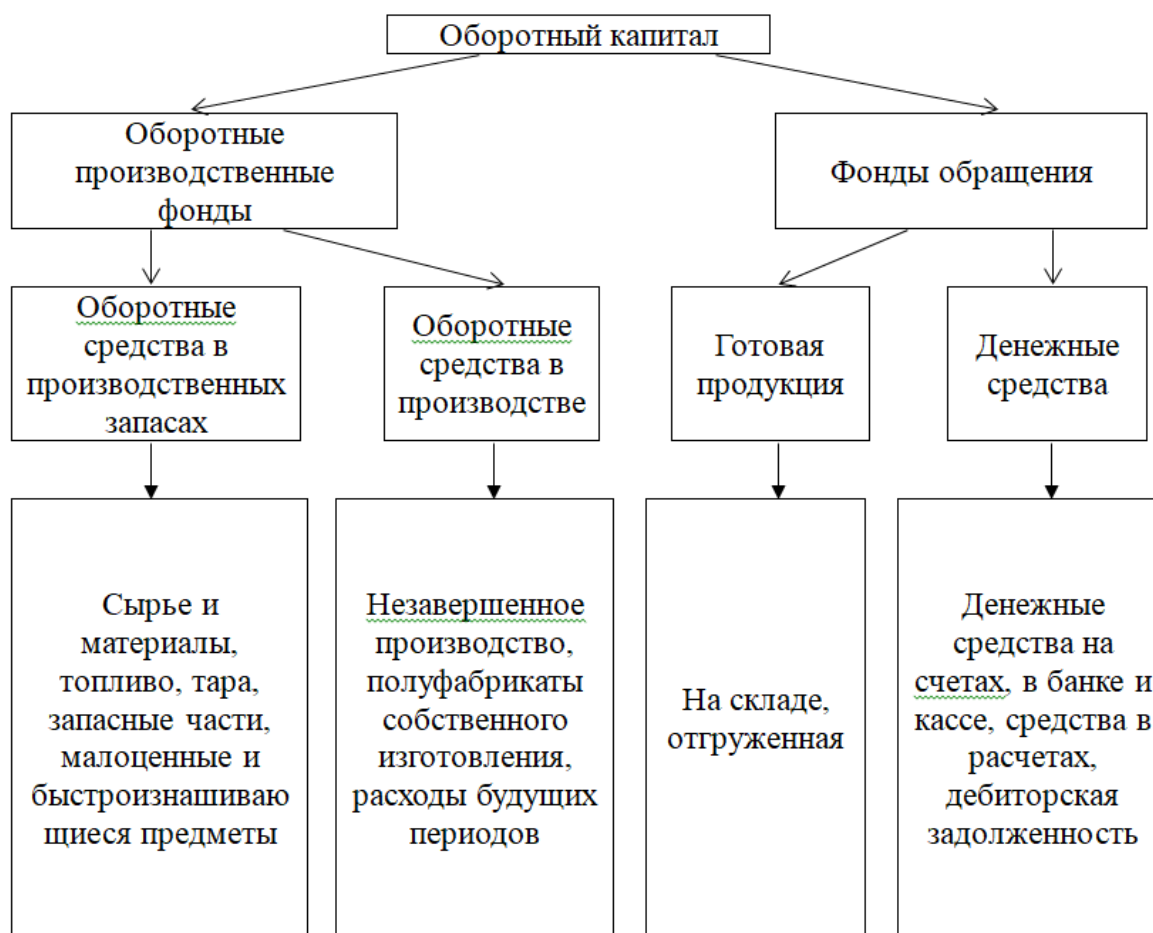 Оборотный капитал
Оборотные
производственные
фонды
Фонды обращения
Оборотные
средства в
производственных
запасах
Оборотные
средства в
производстве
Готовая
продукция
Денежные
средства
Сырье и
материалы,
топливо, тара,
запасные части,
малоценные и
быстроизнашиваю
щиеся предметы
Незавершенное
производство,
полуфабрикаты
собственного
изготовления,
расходы будущих
периодов
На складе,
отгруженная
Денежные
средства на
счетах, в банке и
кассе, средства в
расчетах,
дебиторская
задолженность